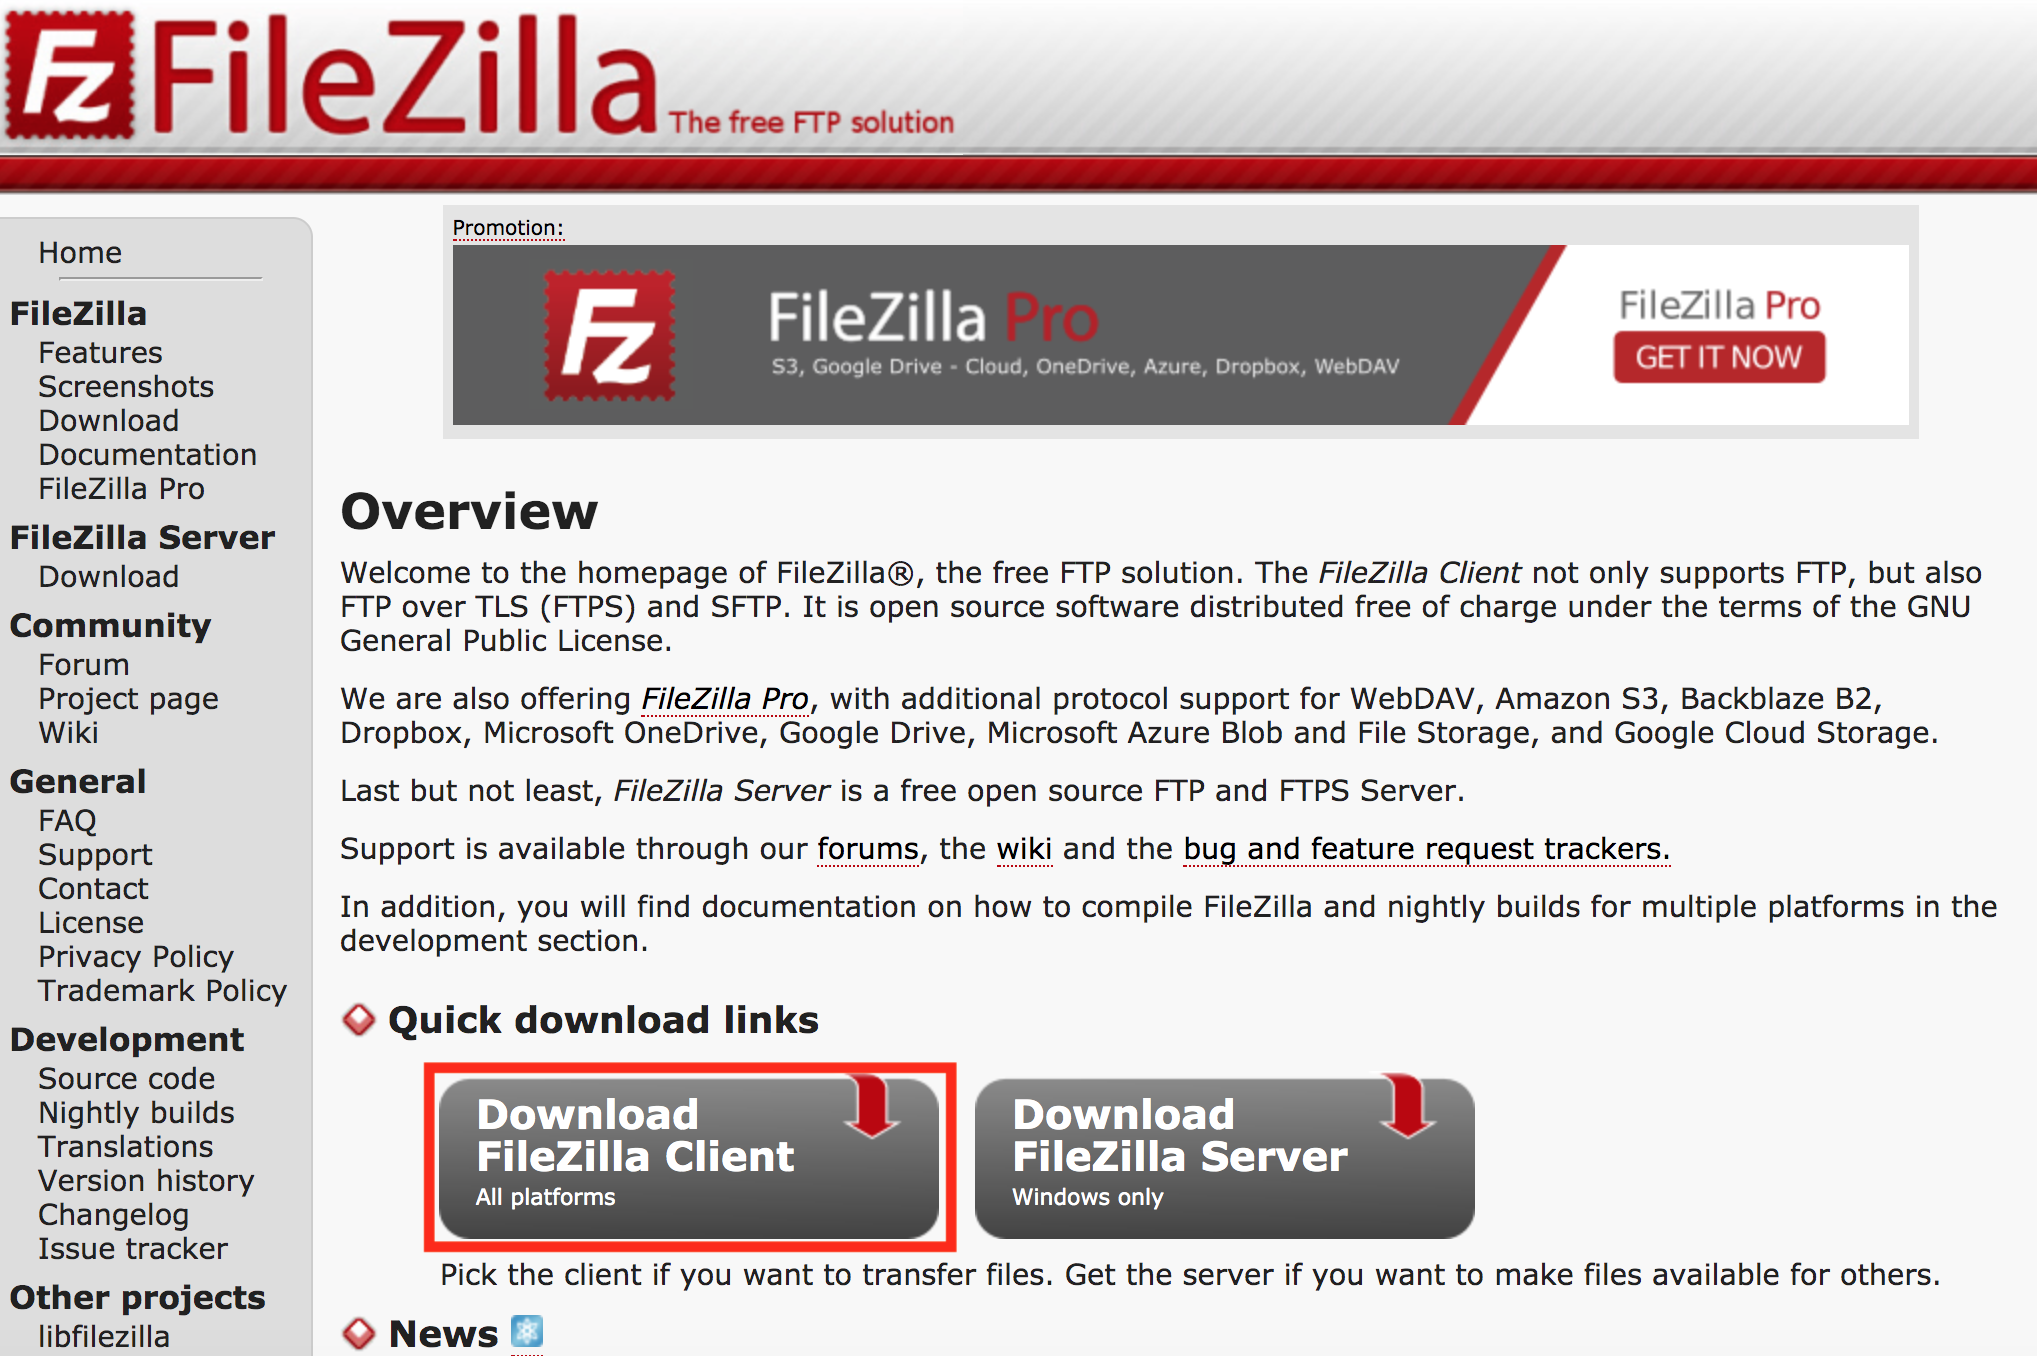 Fz FileZilla The free FTP solution
Home
FileZilla
Features
Screenshots
Download
Documentation
FileZilla Pro
FileZilla Server
Download
Community
Forum
Project page
Wiki
General
FAQ
Support
Contact
License
Privacy Policy
Trademark Policy
Development
Source code
Nightly builds
Translations
Version history
Changelog
Issue tracker
Other projects
libfilezilla
Promotion:
Fz
FileZilla Pro
S3, Google Drive - Cloud, OneDrive, Azure, Dropbox, WebDAV
FileZilla Pro
GET IT NOW
Overview
Welcome to the homepage of FileZilla®, the free FTP solution. The FileZilla Client not only supports FTP, but also
FTP over TLS (FTPS) and SFTP. It is open source software distributed free of charge under the terms of the GNU
General Public License.
We are also offering FileZilla Pro, with additional protocol support for WebDAV, Amazon S3, Backblaze B2,
Dropbox, Microsoft OneDrive, Google Drive, Microsoft Azure Blob and File Storage, and Google Cloud Storage.
Last but not least, FileZilla Server is a free open source FTP and FTPS Server.
Support is available through our forums, the wiki and the bug and feature request trackers.
In addition, you will find documentation on how to compile FileZilla and nightly builds for multiple platforms in the
development section.
Quick download links
Download
FileZilla Client
All platforms
Download
FileZilla Server
Windows only
Pick the client if you want to transfer files. Get the server if you want to make files available for others.
News